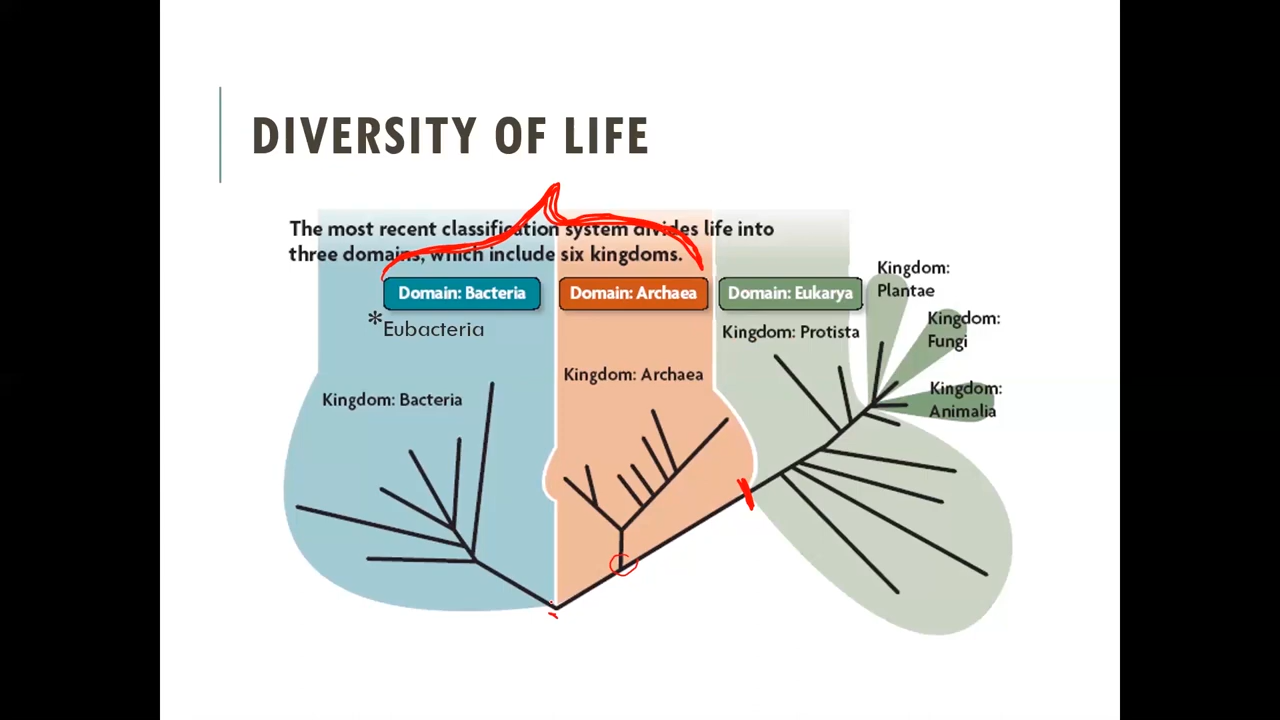 DIVERSITY OF LIFE
The most recent classification system divides life into
three domains, which include six kingdoms.
Domain: Bacteria
Domain: Archaea
Domain: Eukarya
*Eubacteria
Kingdom: Bacteria
Kingdom: Archaea
Kingdom: Protista
Kingdom:
Plantae
Kingdom:
Fungi
Kingdom:
Animalia